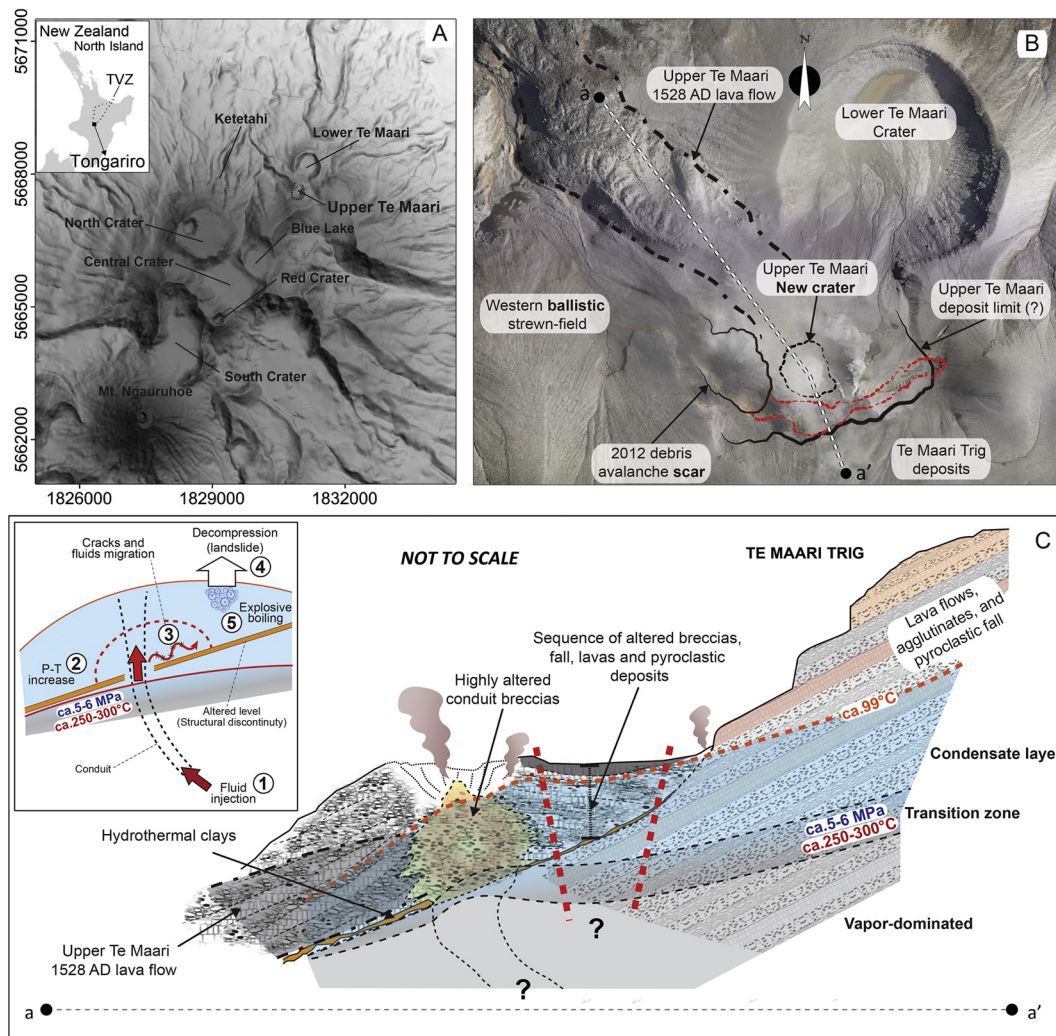 New Zealand
North Island
TVZ
Tongariro
A
5671000
5668000
5665000
5662000
1826000
1829000
1832000
Ketetahi
Lower Te Maari
Upper Te Maari
North Crater
Blue Lake
Central Crater
Red Crater
South Crater
Mt. Ngauruhoe
B
N
a
Upper Te Maari
1528 AD lava flow
Lower Te Maari
Crater
Upper Te Maari
New crater
Upper Te Maari
deposit limit (?)
Western ballistic
strewn-field
2012 debris
avalanche scar
Te Maari Trig
deposits
a'
C
NOT TO SCALE
TE MAARI TRIG
Cracks and
fluids migration
Decompression
(landslide)
4
Explosive
boiling
5
3
P-T
increase
2
ca.5-6 MPa
ca.250-300°C
Altered level
(Structural discontinuty)
Conduit
Fluid
injection
1
Highly altered
conduit breccias
Sequence of altered breccias,
fall, lavas and pyroclastic
deposits
Lava flows,
agglutinates, and
pyroclastic fall
ca.99°C
Condensate layer
Transition zone
ca.5-6 MPa
ca.250-300°C
Vapor-dominated
Hydrothermal clays
Upper Te Maari
1528 AD lava flow
?
?
a
a'